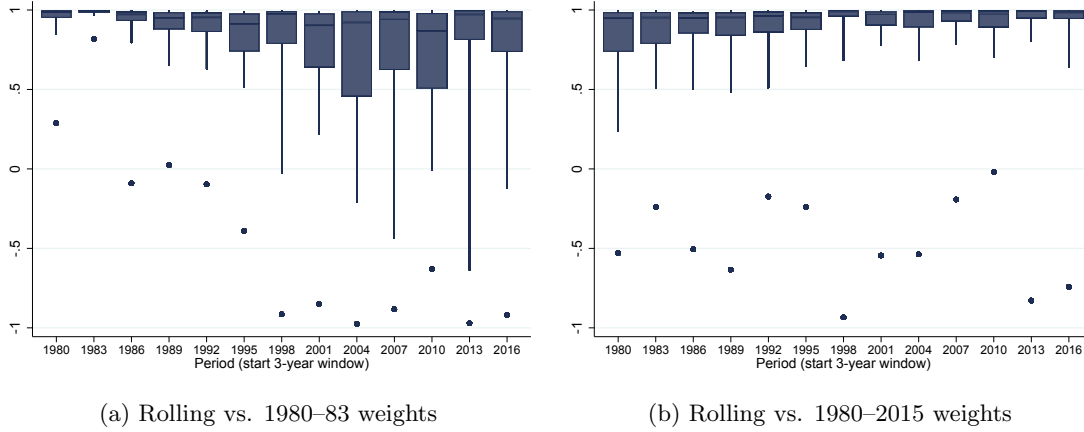 1
.5
0
-.5
-1
1980 1983 1986 1989 1992 1995 1998 2001 2004 2007 2010 2013 2016
Period (start 3-year window)
(a) Rolling vs. 1980–83 weights
1
.5
0
-.5
-1
1980 1983 1986 1989 1992 1995 1998 2001 2004 2007 2010 2013 2016
Period (start 3-year window)
(b) Rolling vs. 1980–2015 weights